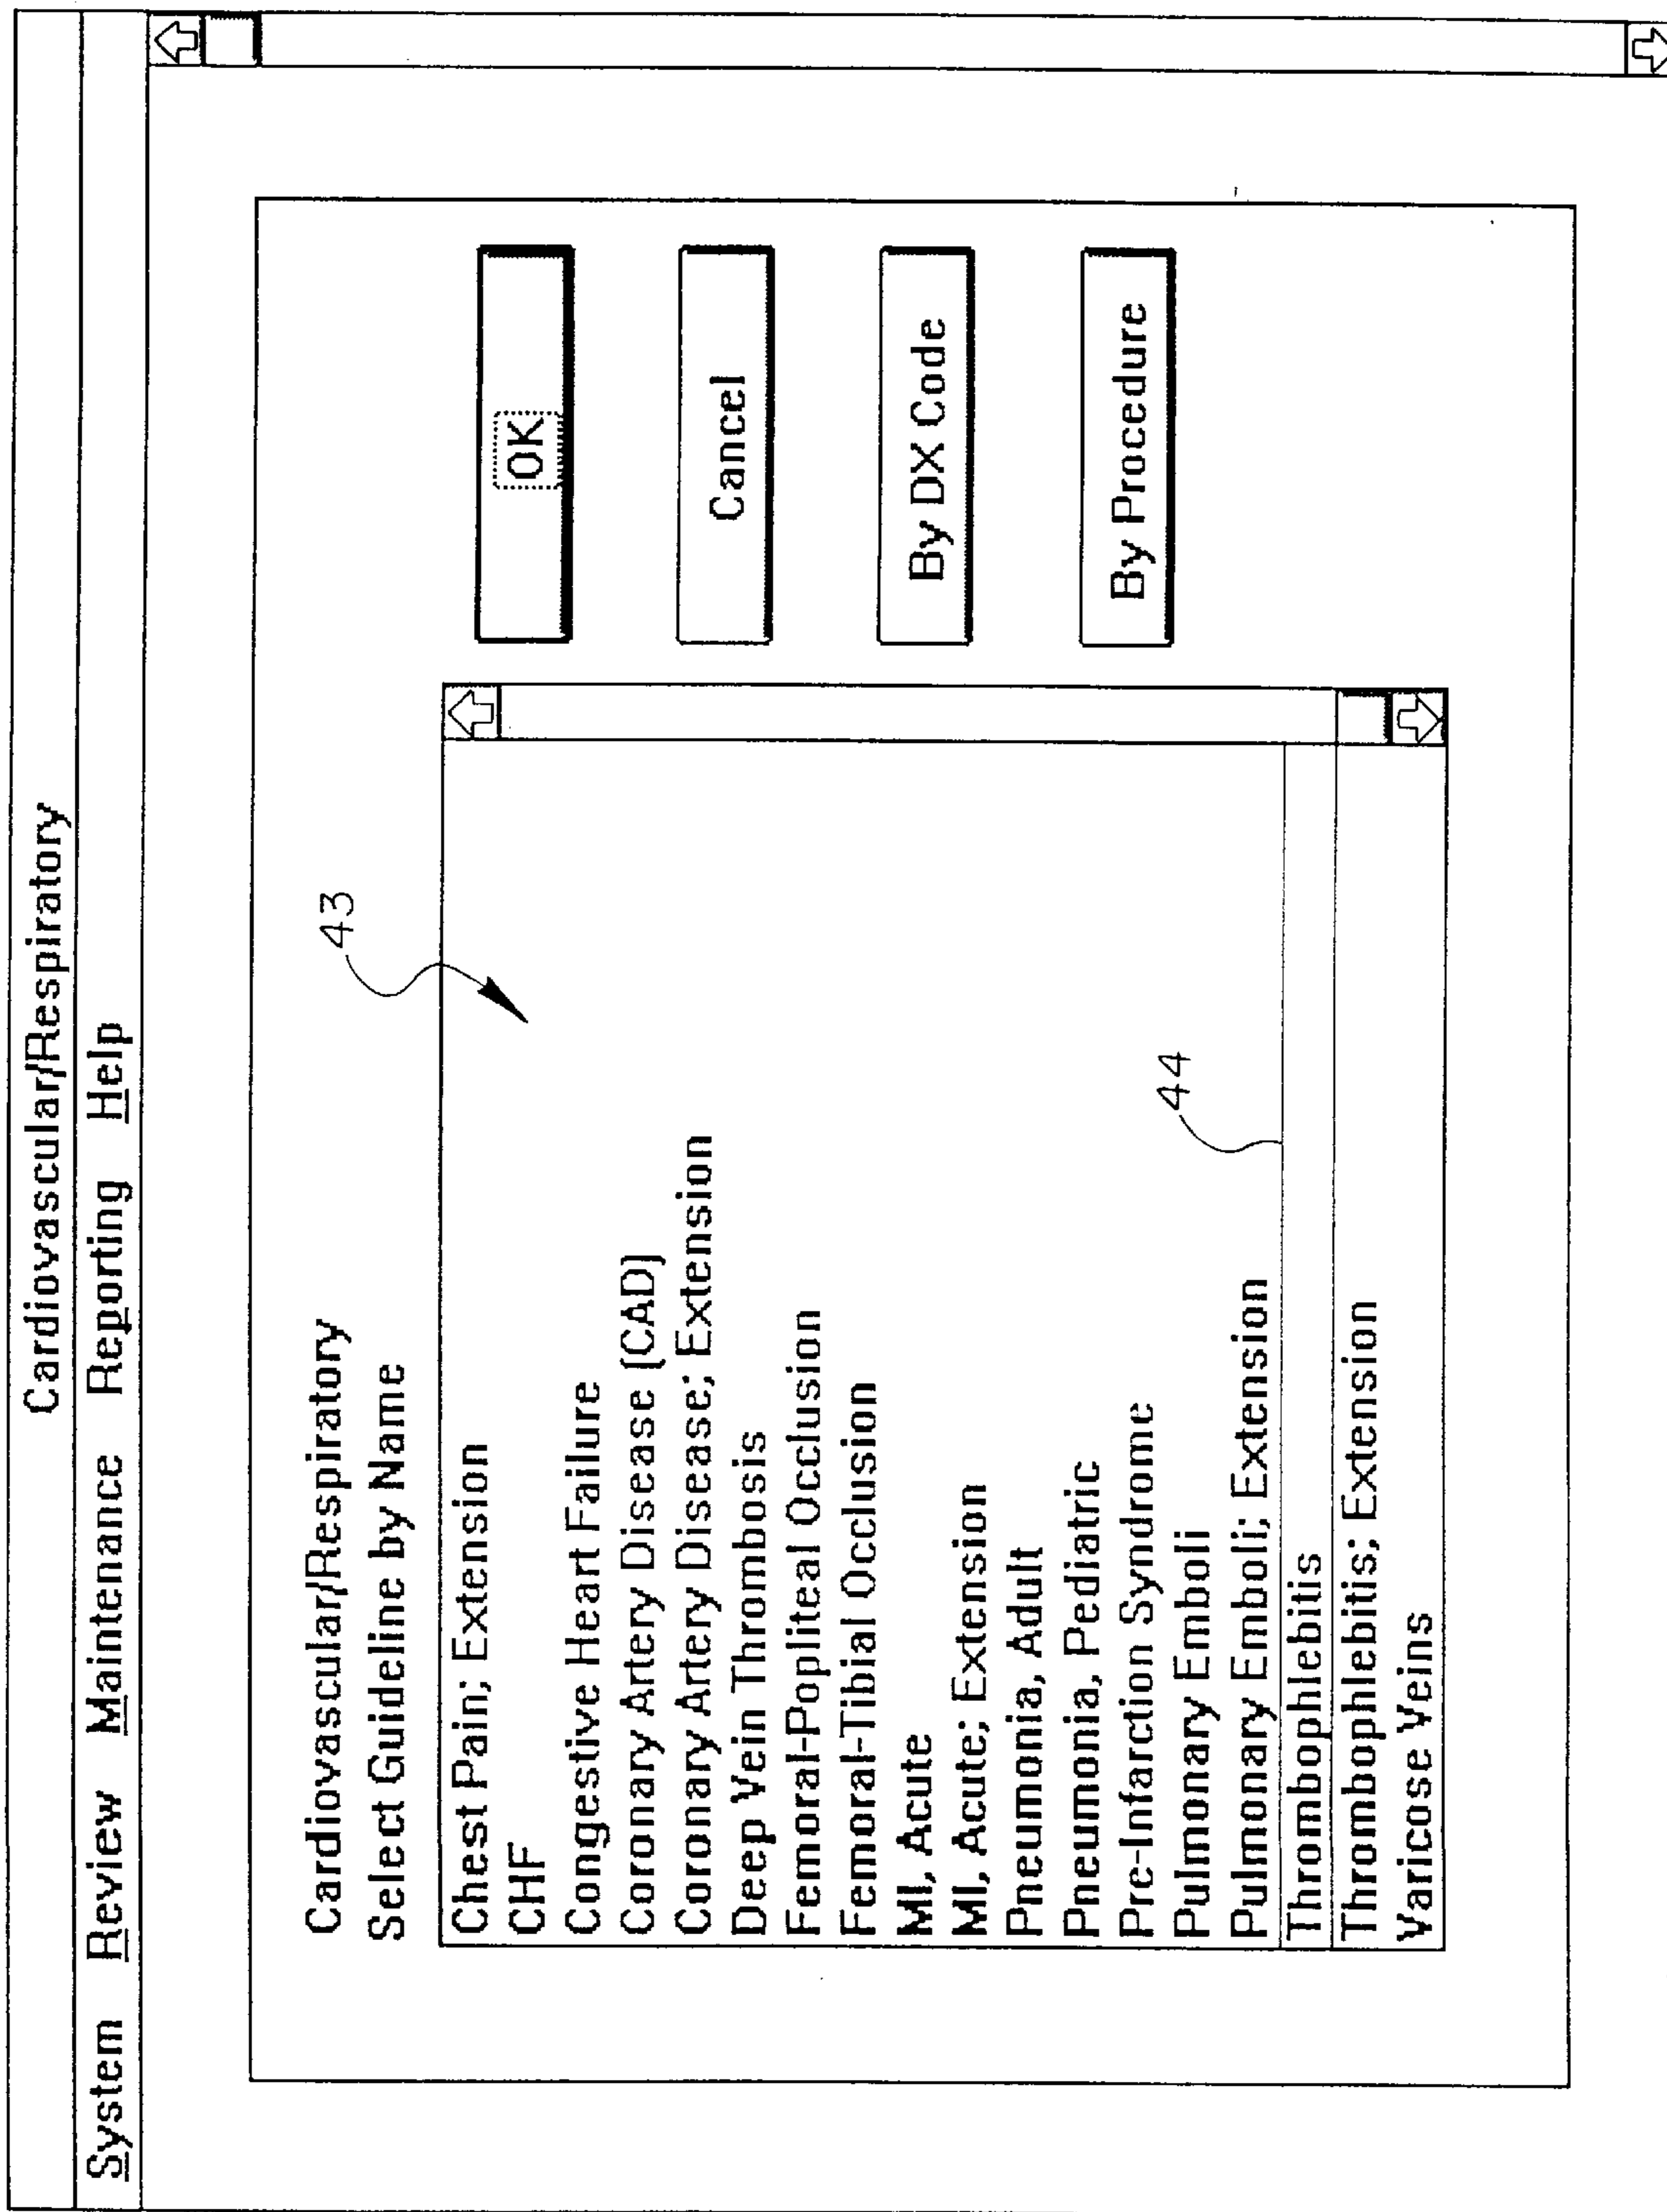 Cardiovascular/Respiratory
System Review Maintenance Reporting Help
Cardiovascular/Respiratory
Select Guideline by Name
43
Chest Pain; Extension
CHF
Congestive Heart Failure
Coronary Artery Disease (CAD)
Coronary Artery Disease; Extension
Deep Vein Thrombosis
Femoral-Popliteal Occlusion
Femoral-Tibial Occlusion
MI, Acute
MI, Acute; Extension
Pneumonia, Adult
Pneumonia, Pediatric
Pre-Infarction Syndrome
Pulmonary Emboli
Pulmonary Emboli; Extension
44
Thrombophlebitis
Thrombophlebitis; Extension
Varicose Veins
OK
Cancel
By DX Code
By Procedure